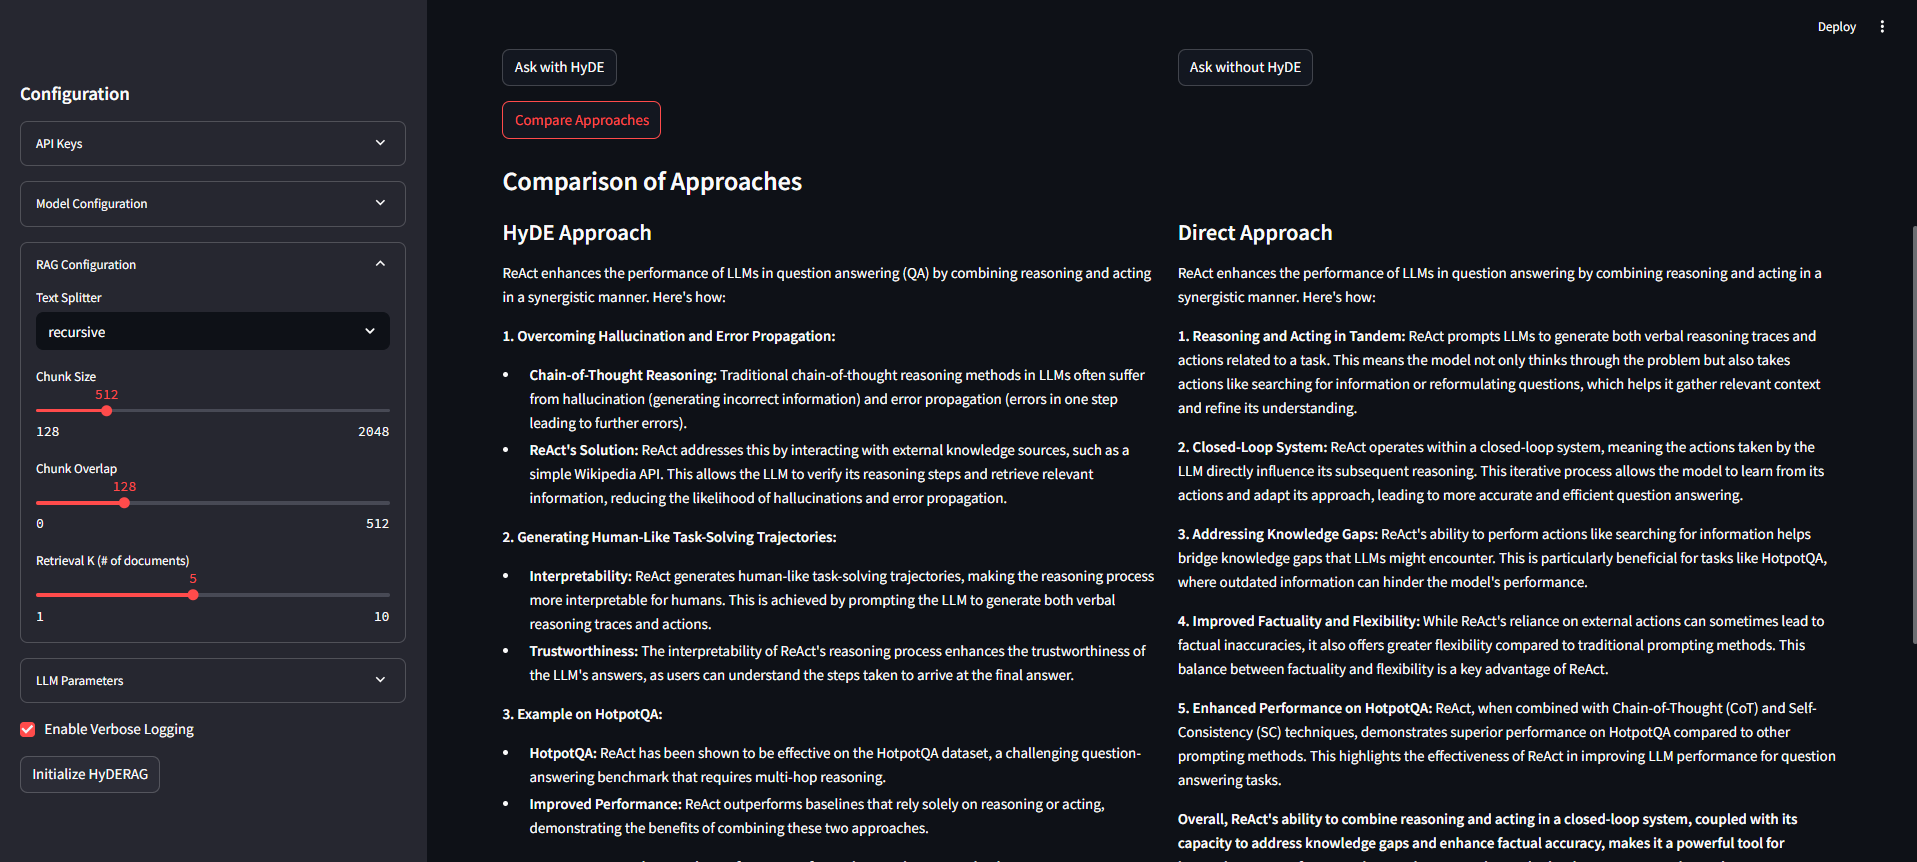 Deploy
Configuration
API Keys
Model Configuration
RAG Configuration
Text Splitter
recursive
Chunk Size
512
128 2048
Chunk Overlap
128
0 512
Retrieval K (# of documents)
5
1 10
LLM Parameters
Enable Verbose Logging
Initialize HyDERAG
Ask with HyDE
Ask without HyDE
Compare Approaches
Comparison of Approaches
HyDE Approach
ReAct enhances the performance of LLMs in question answering (QA) by combining reasoning and acting
in a synergistic manner. Here's how:
1. Overcoming Hallucination and Error Propagation:
• Chain-of-Thought Reasoning: Traditional chain-of-thought reasoning methods in LLMs often suffer
from hallucination (generating incorrect information) and error propagation (errors in one step
leading to further errors).
• ReAct's Solution: ReAct addresses this by interacting with external knowledge sources, such as a
simple Wikipedia API. This allows the LLM to verify its reasoning steps and retrieve relevant
information, reducing the likelihood of hallucinations and error propagation.
2. Generating Human-Like Task-Solving Trajectories:
• Interpretability: ReAct generates human-like task-solving trajectories, making the reasoning process
more interpretable for humans. This is achieved by prompting the LLM to generate both verbal
reasoning traces and actions.
• Trustworthiness: The interpretability of ReAct's reasoning process enhances the trustworthiness of
the LLM's answers, as users can understand the steps taken to arrive at the final answer.
3. Example on HotpotQA:
• HotpotQA: ReAct has been shown to be effective on the HotpotQA dataset, a challenging question-
answering benchmark that requires multi-hop reasoning.
• Improved Performance: ReAct outperforms baselines that rely solely on reasoning or acting,
demonstrating the benefits of combining these two approaches.
Direct Approach
ReAct enhances the performance of LLMs in question answering by combining reasoning and acting in a
synergistic manner. Here's how:
1. Reasoning and Acting in Tandem: ReAct prompts LLMs to generate both verbal reasoning traces and
actions related to a task. This means the model not only thinks through the problem but also takes
actions like searching for information or reformulating questions, which helps it gather relevant context
and refine its understanding.
2. Closed-Loop System: ReAct operates within a closed-loop system, meaning the actions taken by the
LLM directly influence its subsequent reasoning. This iterative process allows the model to learn from its
actions and adapt its approach, leading to more accurate and efficient question answering.
3. Addressing Knowledge Gaps: ReAct's ability to perform actions like searching for information helps
bridge knowledge gaps that LLMs might encounter. This is particularly beneficial for tasks like HotpotQA,
where outdated information can hinder the model's performance.
4. Improved Factuality and Flexibility: While ReAct's reliance on external actions can sometimes lead to
factual inaccuracies, it also offers greater flexibility compared to traditional prompting methods. This
balance between factuality and flexibility is a key advantage of ReAct.
5. Enhanced Performance on HotpotQA: ReAct, when combined with Chain-of-Thought (CoT) and Self-
Consistency (SC) techniques, demonstrates superior performance on HotpotQA compared to other
prompting methods. This highlights the effectiveness of ReAct in improving LLM performance for question
answering tasks.
Overall, ReAct's ability to combine reasoning and acting in a closed-loop system, coupled with its
capacity to address knowledge gaps and enhance factual accuracy, makes it a powerful tool for